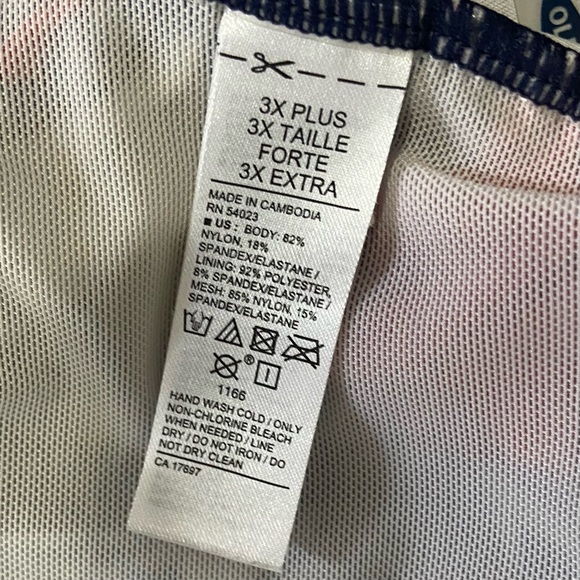 3X PLUS
3X TAILLE
FORTE
3X EXTRA
MADE IN CAMBODIA
RN 54023
■ US : BODY: 82%
NYLON, 18%
SPANDEX/ELASTANE /
LINING: 92% POLYESTER,
8% SPANDEX/ELASTANE /
MESH: 85% NYLON, 15%
SPANDEX/ELASTANE
®
1166
HAND WASH COLD / ONLY
NON-CHLORINE BLEACH
WHEN NEEDED / LINE
DRY / DO NOT IRON / DO
NOT DRY CLEAN
CA 17897